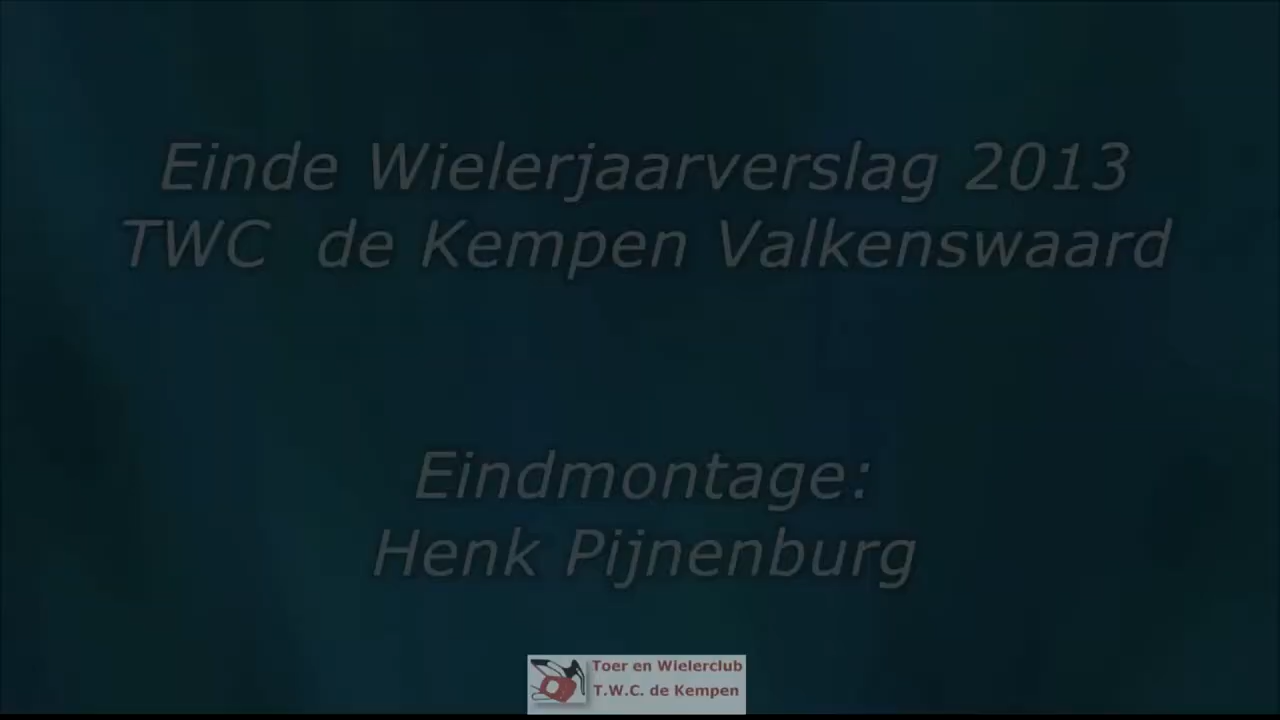 Einde Wielerjaarverslag 2013
TWC de Kempen Valkenswaard
Eindmontage:
Henk Pijnenburg
Toer en Wielerclub
T.W.C. de Kempen